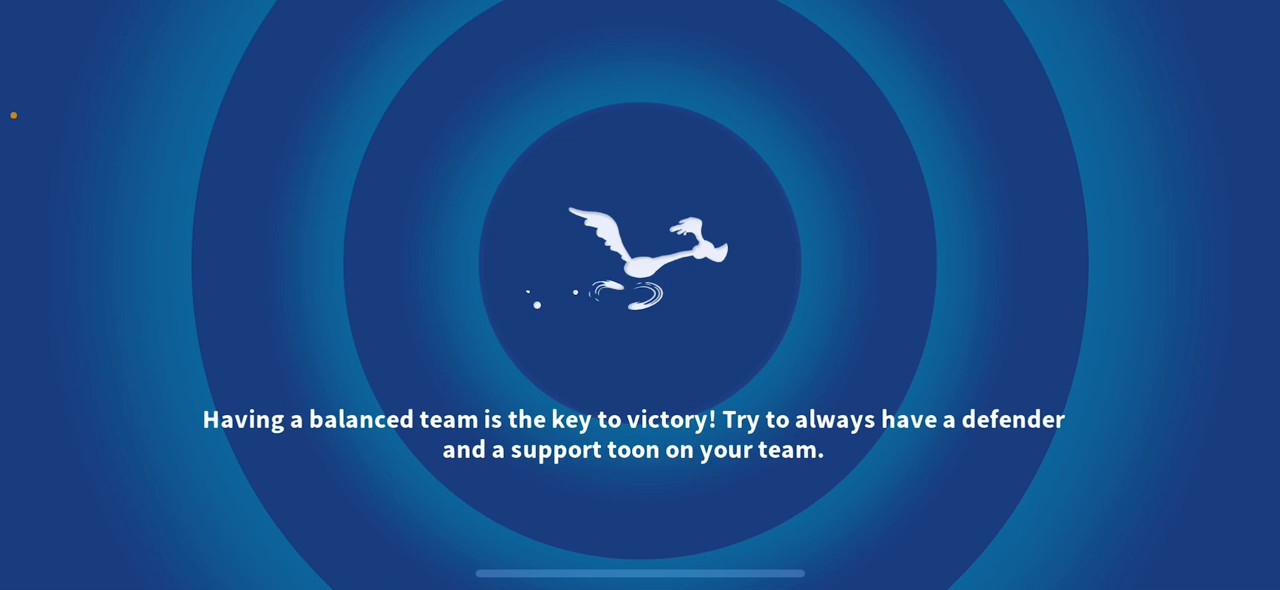 Having a balanced team is the key to victory! Try to always have a defender
and a support toon on your team.